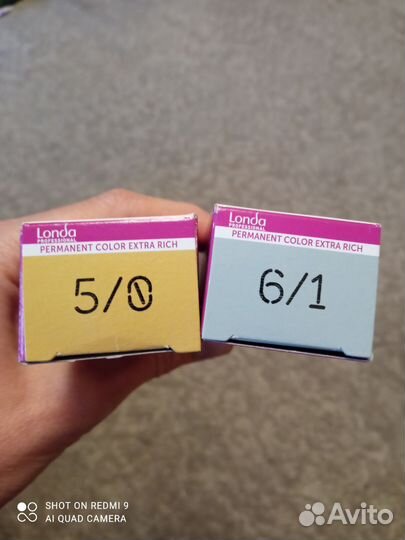 Londa
PROFESSIONAL
PERMANENT COLOR EXTRA RICH
5/0
Londa
PROFESSIONAL
PERMANENT COLOR EXTRA RICH
6/1
SHOT ON REDMI 9
AI QUAD CAMERA
Avito